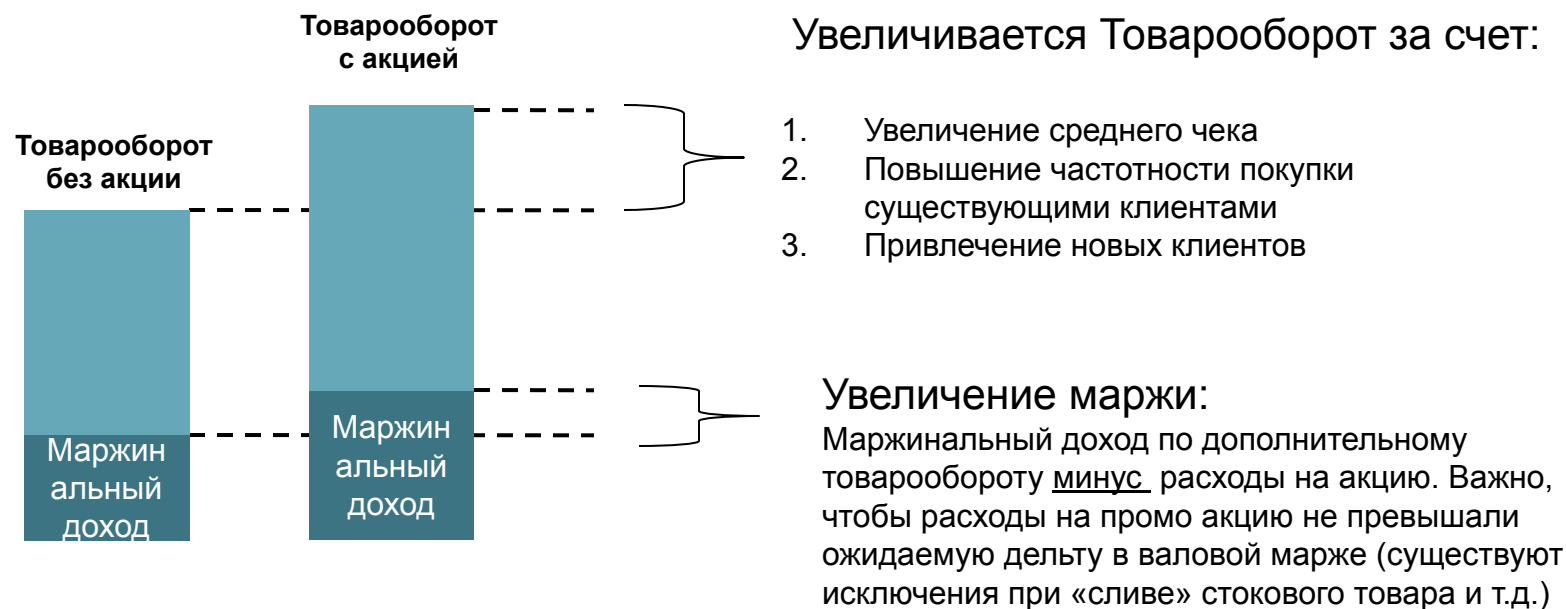 Товарооборот
с акцией
Увеличивается Товарооборот за счет:
Товарооборот
без акции
1. Увеличение среднего чека
2. Повышение частотности покупки
существующими клиентами
3. Привлечение новых клиентов
Маржин
альный
доход
Маржин
альный
доход
Увеличение маржи:
Маржинальный доход по дополнительному
товарообороту минус расходы на акцию. Важно,
чтобы расходы на промо акцию не превышали
ожидаемую дельту в валовой марже (существуют
исключения при «сливе» стокового товара и т.д.)